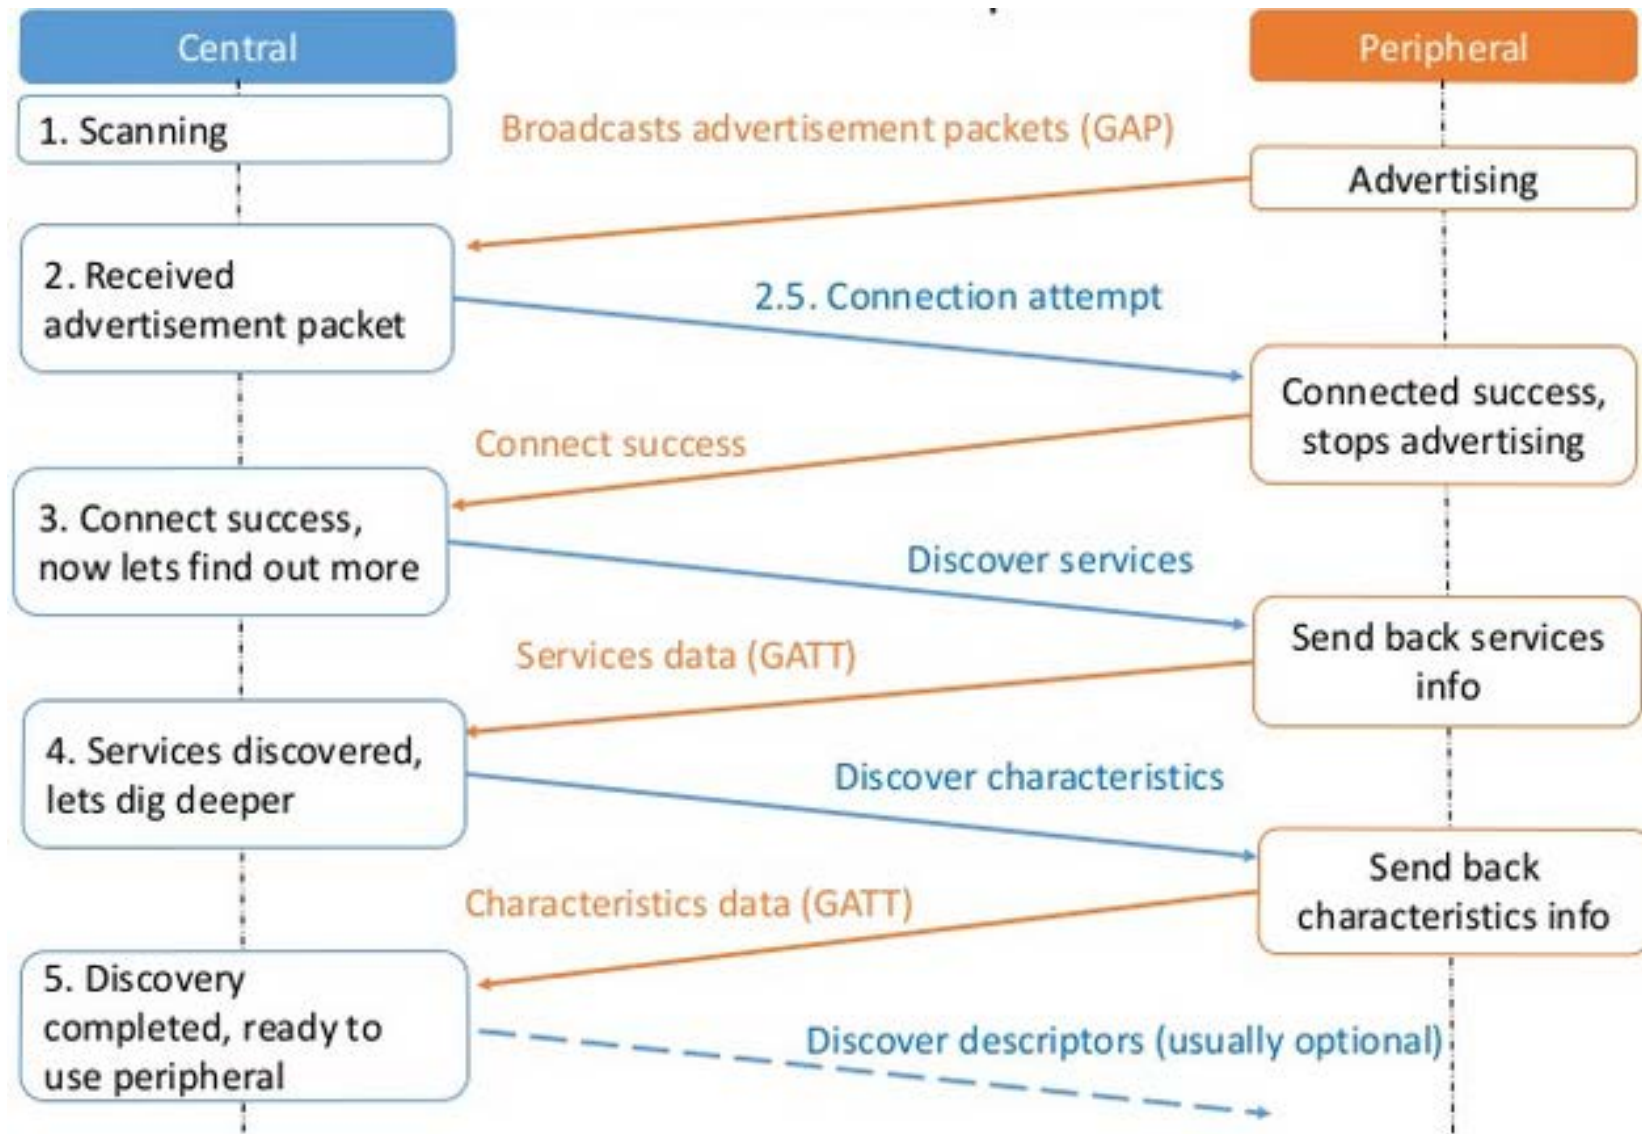 Central
Peripheral
1. Scanning
Broadcasts advertisement packets (GAP)
Advertising
2. Received
advertisement packet
2.5. Connection attempt
Connected success,
stops advertising
Connect success
3. Connect success,
now lets find out more
Discover services
Send back services
info
Services data (GATT)
4. Services discovered,
lets dig deeper
Discover characteristics
Send back
characteristics info
Characteristics data (GATT)
5. Discovery
completed, ready to
use peripheral
Discover descriptors (usually optional)